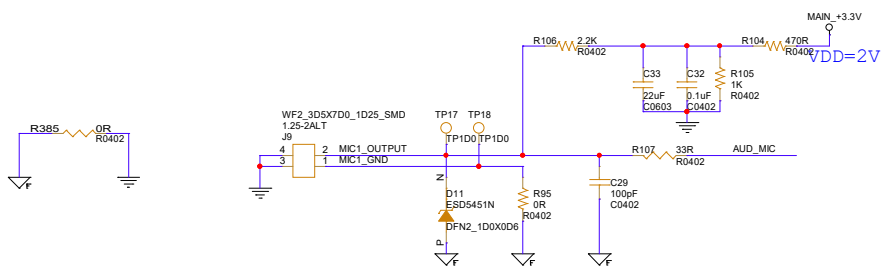 MAIN_+3.3V
R106
2.2K
R0402
R104
470R
R0402
VDD=2V
C33
22uF
C0603
C32
0.1uF
C0402
R105
1K
R0402
WF2_3D5X7D0_1D25_SMD
1.25-2ALT
J9
TP17
TP18
TP1D0
TP1D0
R385
0R
R0402
4
3
2
1
MIC1_OUTPUT
MIC1_GND
R107
33R
R0402
AUD_MIC
N
D11
ESD5451N
DFN2_1D0X0D6
P
R95
0R
R0402
C29
100pF
C0402
F
F
F
F